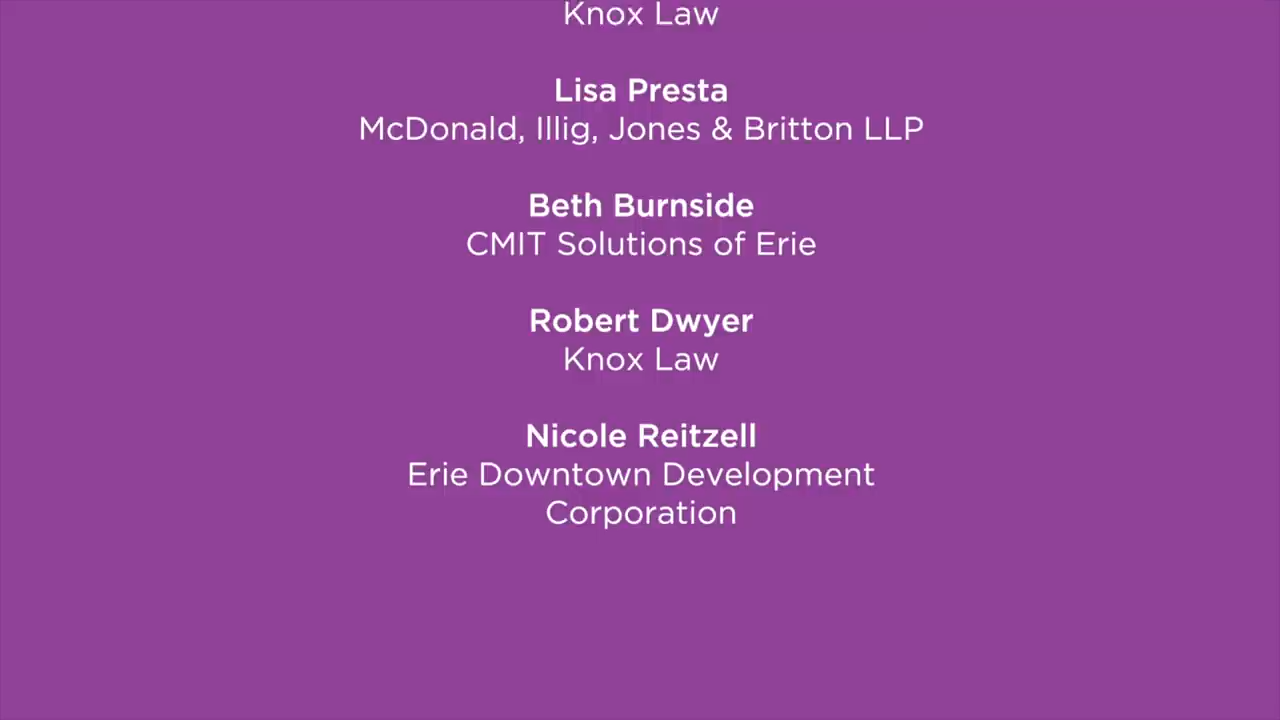 Knox Law
Lisa Presta
McDonald, Illig, Jones & Britton LLP
Beth Burnside
CMIT Solutions of Erie
Robert Dwyer
Knox Law
Nicole Reitzell
Erie Downtown Development
Corporation